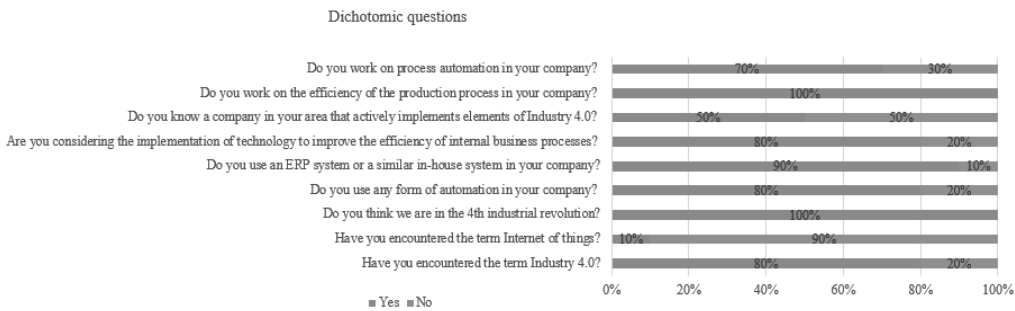 Dichotomic questions
Do you work on process automation in your company? 70% 30%
Do you work on the efficiency of the production process in your company? 100%
Do you know a company in your area that actively implements elements of Industry 4.0? 50% 50%
Are you considering the implementation of technology to improve the efficiency of internal business processes? 80% 20%
Do you use an ERP system or a similar in-house system in your company? 90% 10%
Do you use any form of automation in your company? 80% 20%
Do you think we are in the 4th industrial revolution? 100%
Have you encountered the term Internet of things? 10% 90%
Have you encountered the term Industry 4.0? 80% 20%
0% 20% 40% 60% 80% 100%
Yes No